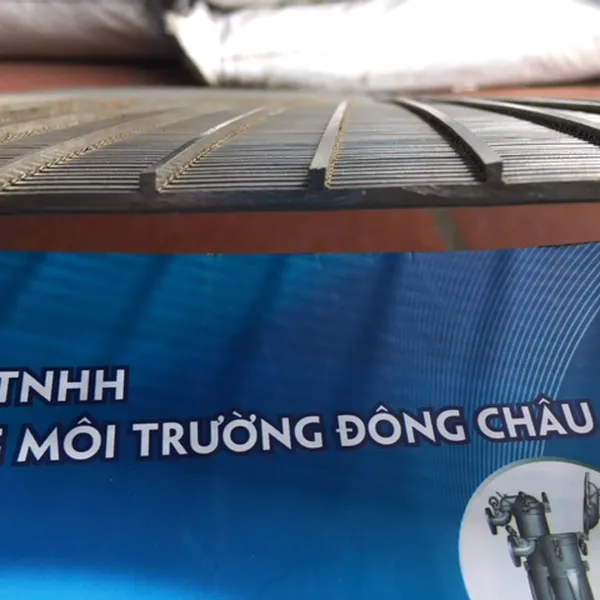 TNHH
MÔI TRƯỜNG ĐÔNG CHÂU